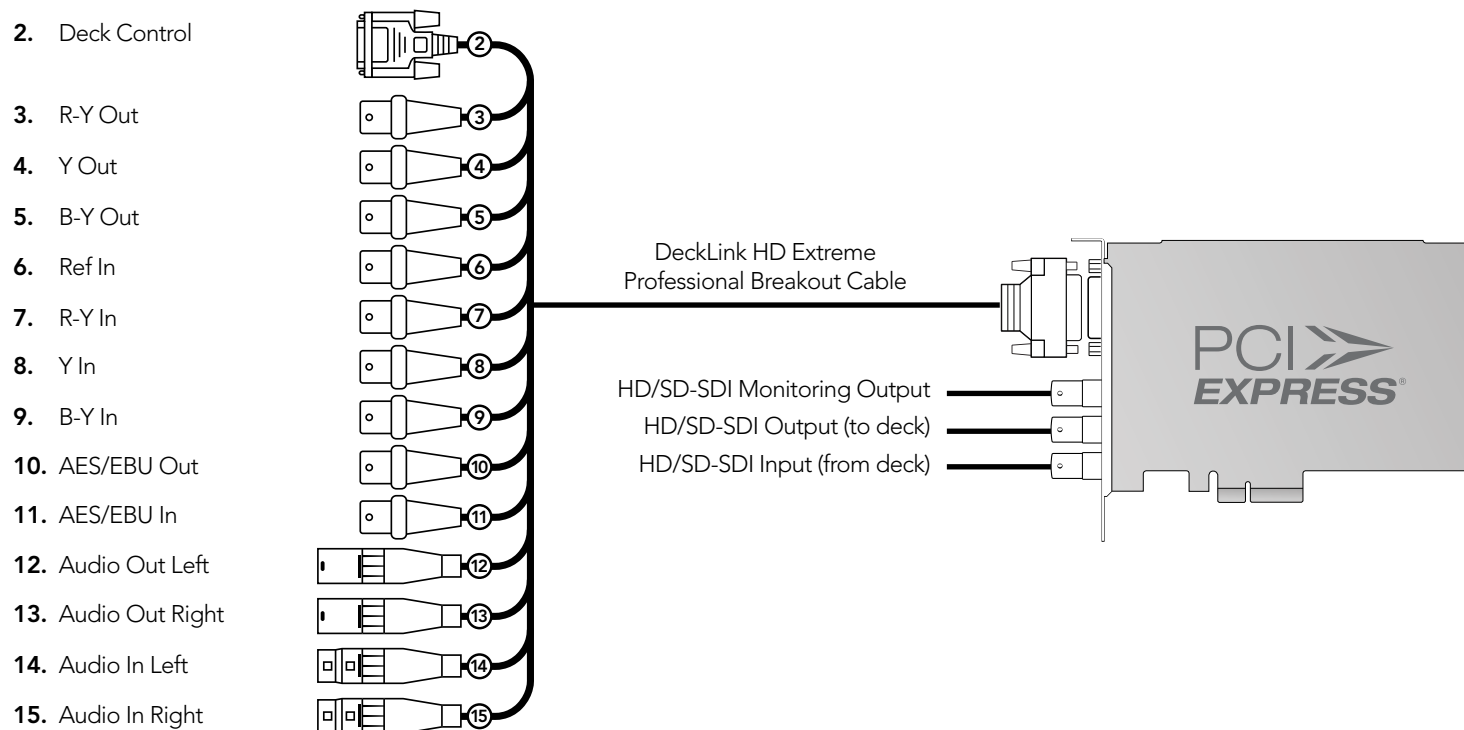 2. Deck Control
3. R-Y Out
4. Y Out
5. B-Y Out
6. Ref In
7. R-Y In
8. Y In
9. B-Y In
10. AES/EBU Out
11. AES/EBU In
12. Audio Out Left
13. Audio Out Right
14. Audio In Left
15. Audio In Right
2
3
4
5
6
7
8
9
10
11
12
13
14
15
DeckLink HD Extreme
Professional Breakout Cable
HD/SD-SDI Monitoring Output
HD/SD-SDI Output (to deck)
HD/SD-SDI Input (from deck)
PCI
EXPRESS®